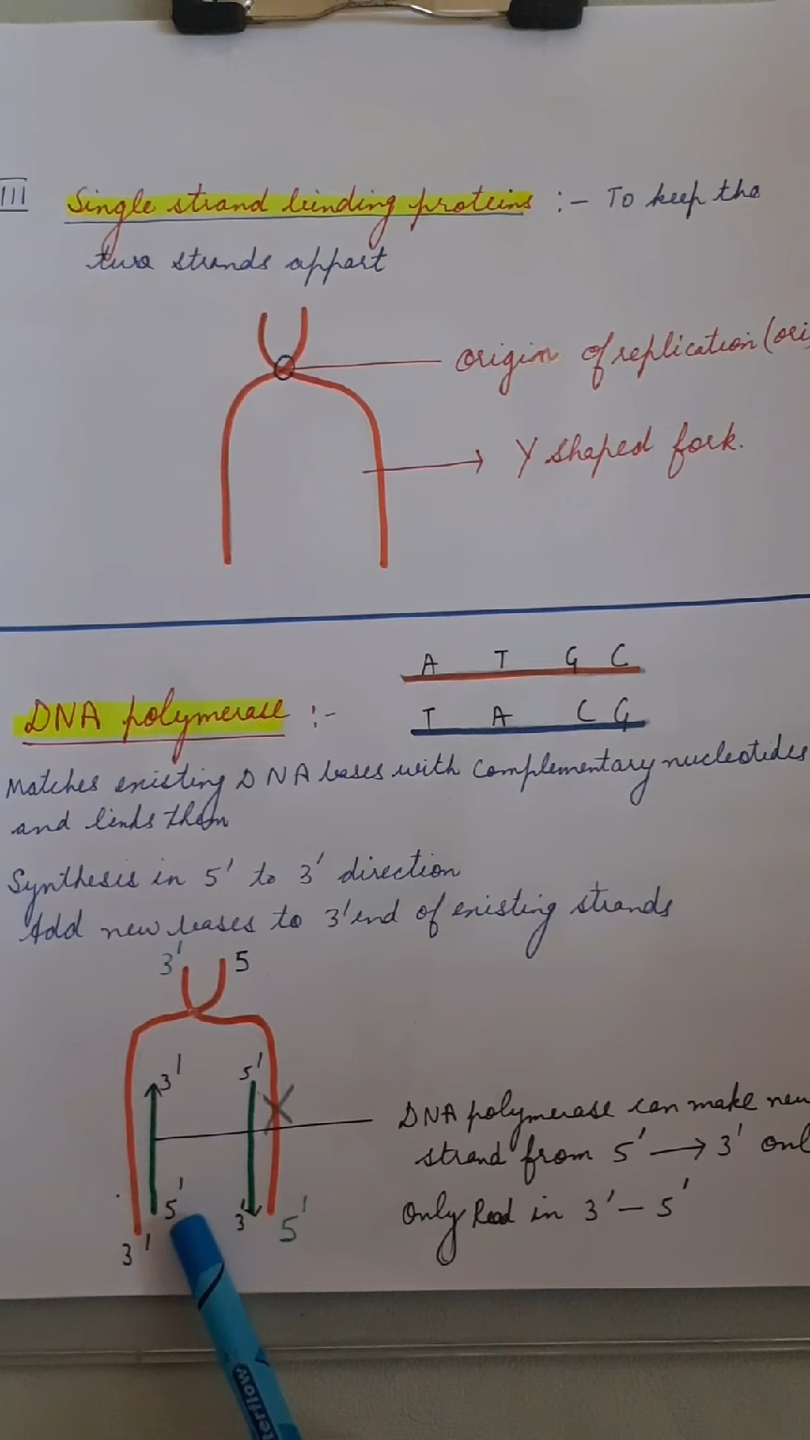 III Single strand binding proteins :- To keep the
two strands appart
origin of replication (ori
Y shaped fork.
A T G C
DNA polymerase :-
T A C G
Matches existing DNA bases with complementary nucleotides
and links them
Synthesis in 5' to 3' direction
Add new bases to 3' end of existing strands
3' 5
3' 5'
X
DNA polymerase can make new
strand from 5' → 3' onl
5' 3' 5'
Only Read in 3' – 5'
3'
terflow